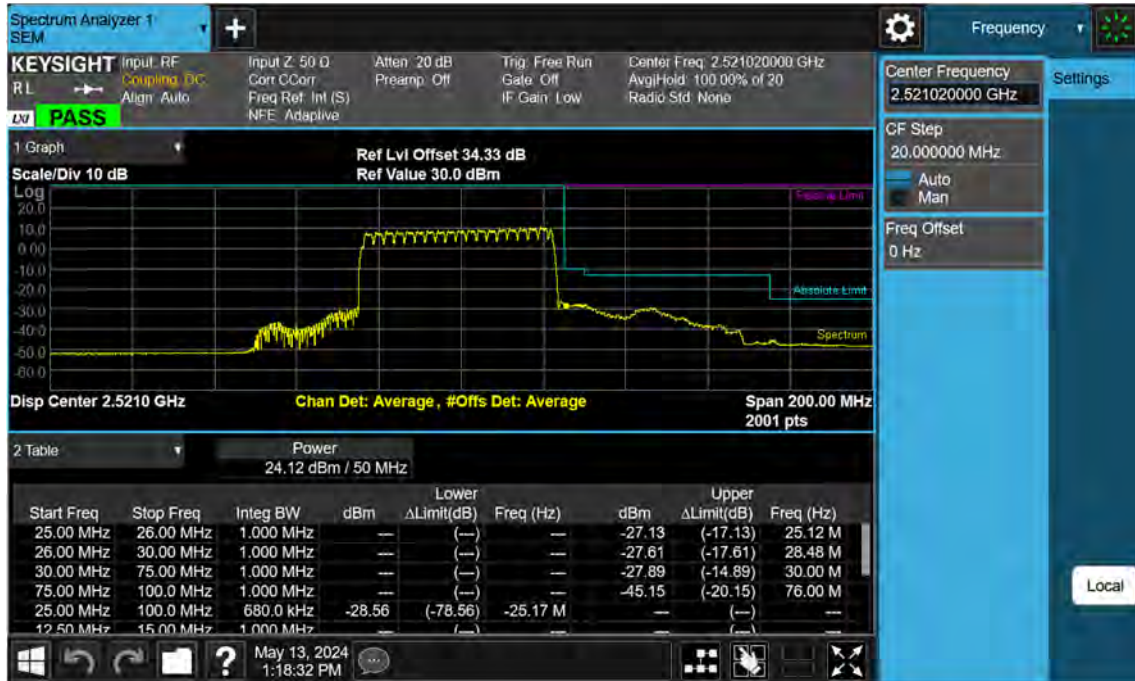 Spectrum Analyzer 1
SEM
+
Frequency
KEYSIGHT
Input: RF
Coupling: DC
Align: Auto
Input Z: 50 Ω
Corr CCorr
Freq Ref: Int (S)
NFE: Adaptive
Atten: 20 dB
Preamp: Off
Trig: Free Run
Gate: Off
IF Gain: Low
Center Freq: 2.521020000 GHz
Avg|Hold: 100.00% of 20
Radio Std: None
RL
LXI
PASS
Center Frequency
2.521020000 GHz
Settings
CF Step
20.000000 MHz
Auto
Man
Freq Offset
0 Hz
1 Graph
Scale/Div 10 dB
Ref Lvl Offset 34.33 dB
Ref Value 30.0 dBm
Log
20.0
10.0
0.00
-10.0
-20.0
-30.0
-40.0
-50.0
-60.0
Absolute Limit
Spectrum
Disp Center 2.5210 GHz
Chan Det: Average, #Offs Det: Average
Span 200.00 MHz
2001 pts
2 Table
Power
24.12 dBm / 50 MHz
Lower Upper
Start Freq Stop Freq Integ BW dBm ΔLimit(dB) Freq (Hz) dBm ΔLimit(dB) Freq (Hz)
25.00 MHz 26.00 MHz 1.000 MHz --- (---) --- -27.13 (-17.13) 25.12 M
26.00 MHz 30.00 MHz 1.000 MHz --- (---) --- -27.61 (-17.61) 28.48 M
30.00 MHz 75.00 MHz 1.000 MHz --- (---) --- -27.89 (-14.89) 30.00 M
75.00 MHz 100.0 MHz 1.000 MHz --- (---) --- -45.15 (-20.15) 76.00 M
25.00 MHz 100.0 MHz 680.0 kHz -28.56 (-78.56) -25.17 M --- (---) ---
12.50 MHz 15.00 MHz 1.000 MHz --- (---) --- --- (---) ---
Local
?
May 13, 2024
1:18:32 PM